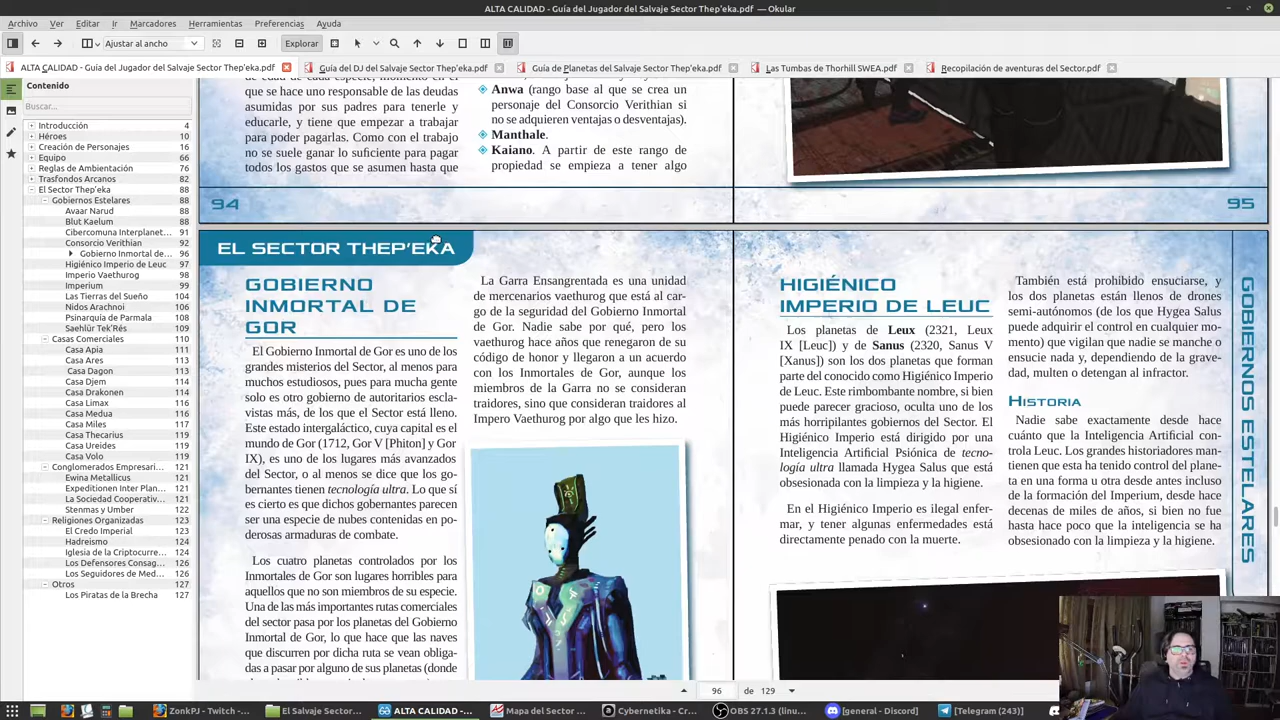 ALTA CALIDAD - Guía del Jugador del Salvaje Sector Thep'eka.pdf — Okular
Archivo Ver Editar Ir Marcadores Herramientas Preferencias Ayuda
Ajustar al ancho
Explorar
ALTA CALIDAD - Guía del Jugador del Salvaje Sector Thep'eka.pdf
Guía del DJ del Salvaje Sector Thep'eka.pdf
Guía de Planetas del Salvaje Sector Thep'eka.pdf
Las Tumbas de Thorhill SWEA.pdf
Recopilación de aventuras del Sector.pdf
Contenido
Buscar...
Introducción 4
Héroes 10
Creación de Personajes 16
Equipo 66
Reglas de Ambientación 76
Trasfondos Arcanos 82
El Sector Thep'eka 88
Gobiernos Estelares 88
Avaar Narud 88
Blut Kaelum 88
Cibercomuna Interplanet... 91
Consorcio Verithian 92
Gobierno Inmortal de... 96
Higiénico Imperio de Leuc 97
Imperio Vaethurog 98
Imperium 99
Las Tierras del Sueño 104
Nidos Arachnoi 106
Psinarquía de Parmala 108
Saehlür Tek'Rés 109
Casas Comerciales 110
Casa Apia 111
Casa Ares 113
Casa Dagon 113
Casa Djem 114
Casa Drakonen 114
Casa Limax 116
Casa Medua 116
Casa Miles 117
Casa Thecarius 119
Casa Ureides 119
Casa Volo 119
Conglomerados Empresari... 121
Ewina Metallicus 121
Expeditionen Inter Plan... 121
La Sociedad Cooperativ... 121
Stenmas y Umber 122
Religiones Organizadas 123
El Credo Imperial 123
Hadreísmo 124
Iglesia de la Criptocurre... 124
Los Defensores Consag... 126
Los Seguidores de Med... 126
Otros 127
Los Piratas de la Brecha 127
que se hace uno responsable de las deudas
asumidas por sus padres para tenerle y
educarle, y tiene que empezar a trabajar
para poder pagarlas. Como con el trabajo
no se suele ganar lo suficiente para pagar
todos los gastos que se asumen hasta que
Anwa (rango base al que se crea un
personaje del Consorcio Verithian si
no se adquieren ventajas o desventajas).
Manthale.
Kaiano. A partir de este rango de
propiedad se empieza a tener algo
94
95
EL SECTOR THEP'EKA
GOBIERNO
INMORTAL DE
GOR
El Gobierno Inmortal de Gor es uno de los
grandes misterios del Sector, al menos para
muchos estudiosos, pues para mucha gente
solo es otro gobierno de autoritarios escla-
vistas más, de los que el Sector está lleno.
Este estado intergaláctico, cuya capital es el
mundo de Gor (1712, Gor V [Phiton] y Gor
IX), es uno de los lugares más avanzados
del Sector, o al menos se dice que los go-
bernantes tienen tecnología ultra. Lo que sí
es cierto es que dichos gobernantes parecen
ser una especie de nubes contenidas en po-
derosas armaduras de combate.
Los cuatro planetas controlados por los
Inmortales de Gor son lugares horribles para
aquellos que no son miembros de su especie.
Una de las más importantes rutas comerciales
del sector pasa por los planetas del Gobierno
Inmortal de Gor, lo que hace que las naves
que discurren por dicha ruta se vean obliga-
das a pasar por alguno de sus planetas (donde
La Garra Ensangrentada es una unidad
de mercenarios vaethurog que está al car-
go de la seguridad del Gobierno Inmortal
de Gor. Nadie sabe por qué, pero los
vaethurog hace años que renegaron de su
código de honor y llegaron a un acuerdo
con los Inmortales de Gor, aunque los
miembros de la Garra no se consideran
traidores, sino que consideran traidores al
Impero Vaethurog por algo que les hizo.
HIGIÉNICO
IMPERIO DE LEUC
Los planetas de Leux (2321, Leux
IX [Leuc]) y de Sanus (2320, Sanus V
[Xanus]) son los dos planetas que forman
parte del conocido como Higiénico Imperio
de Leuc. Este rimbombante nombre, si bien
puede parecer gracioso, oculta uno de los
más horripilantes gobiernos del Sector. El
Higiénico Imperio está dirigido por una
Inteligencia Artificial Psiónica de tecno-
logía ultra llamada Hygea Salus que está
obsesionada con la limpieza y la higiene.
En el Higiénico Imperio es ilegal enfer-
mar, y tener algunas enfermedades está
directamente penado con la muerte.
También está prohibido ensuciarse, y
los dos planetas están llenos de drones
semi-autónomos (de los que Hygea Salus
puede adquirir el control en cualquier mo-
mento) que vigilan que nadie se manche o
ensucie nada y, dependiendo de la grave-
dad, multen o detengan al infractor.
HISTORIA
Nadie sabe exactamente desde hace
cuánto que la Inteligencia Artificial con-
trola Leuc. Los grandes historiadores man-
tienen que esta ha tenido control del plane-
ta en una forma u otra desde antes incluso
de la formación del Imperium, desde hace
decenas de miles de años, si bien no fue
hasta hace poco que la inteligencia se ha
obsesionado con la limpieza y la higiene.
GOBIERNOS ESTELARES
96 de 129
ZonkPJ - Twitch -...
El Salvaje Sector...
ALTA CALIDAD -...
Mapa del Sector ...
Cybernetika - Cr...
OBS 27.1.3 (linu...
[general - Discord]
[Telegram (243)]